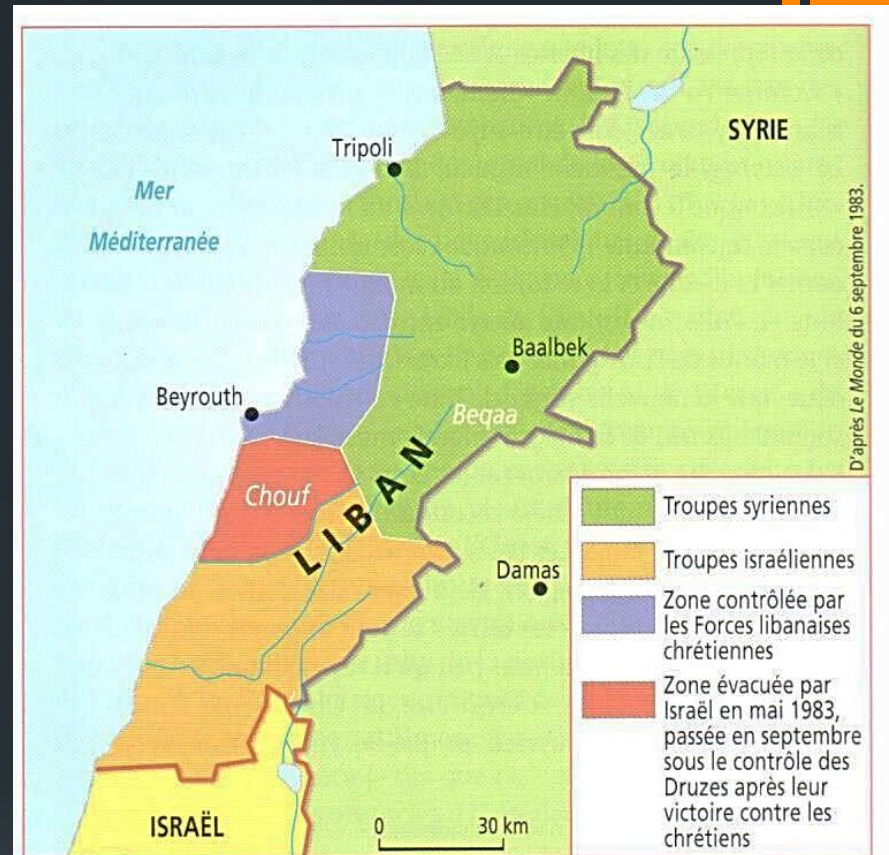 SYRIE
Tripoli
Mer
Méditerranée
Baalbek
Beyrouth
Beqaa
Chouf
LIBAN
Damas
ISRAËL
0 30 km
Troupes syriennes
Troupes israéliennes
Zone contrôlée par
les Forces libanaises
chrétiennes
Zone évacuée par
Israël en mai 1983,
passée en septembre
sous le contrôle des
Druzes après leur
victoire contre les
chrétiens
D'après Le Monde du 6 septembre 1983.